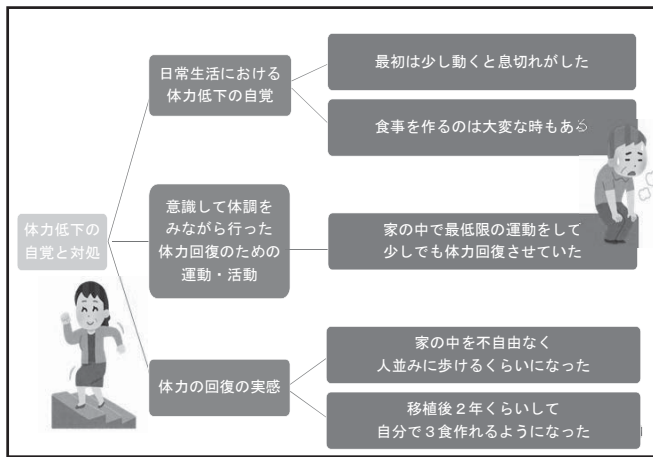 体力低下の
自覚と対処
日常生活における
体力低下の自覚
最初は少し動くと息切れがした
食事を作るのは大変な時もある
意識して体調を
みながら行った
体力回復のための
運動・活動
家の中で最低限の運動をして
少しでも体力回復させていた
体力の回復の実感
家の中を不自由なく
人並みに歩けるくらいになった
移植後２年くらいして
自分で３食作れるようになった